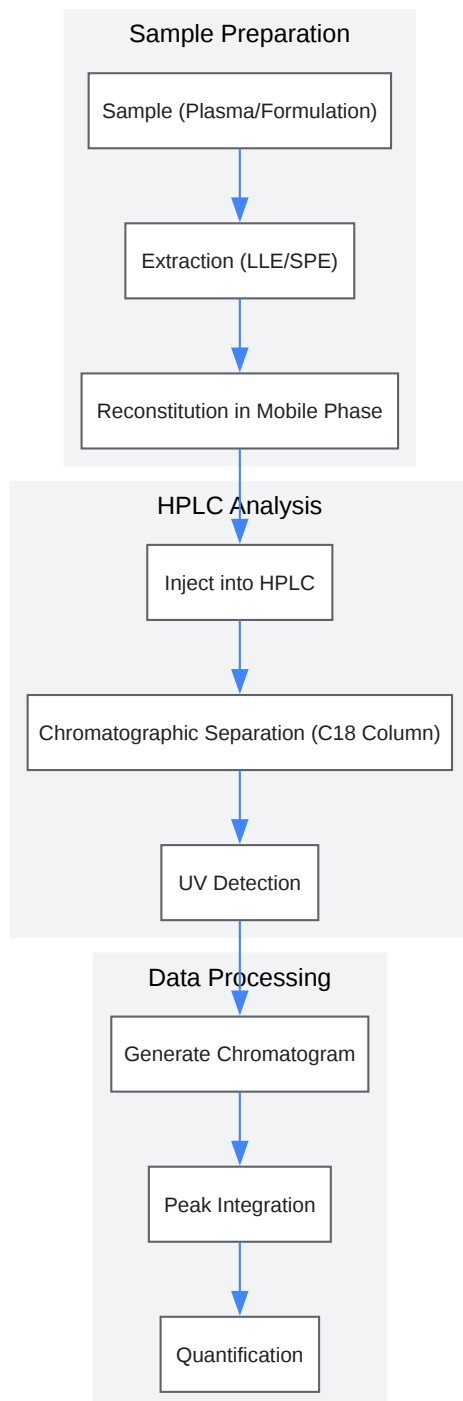 Sample Preparation
Sample (Plasma/Formulation)
Extraction (LLE/SPE)
Reconstitution in Mobile Phase
HPLC Analysis
Inject into HPLC
Chromatographic Separation (C18 Column)
UV Detection
Data Processing
Generate Chromatogram
Peak Integration
Quantification